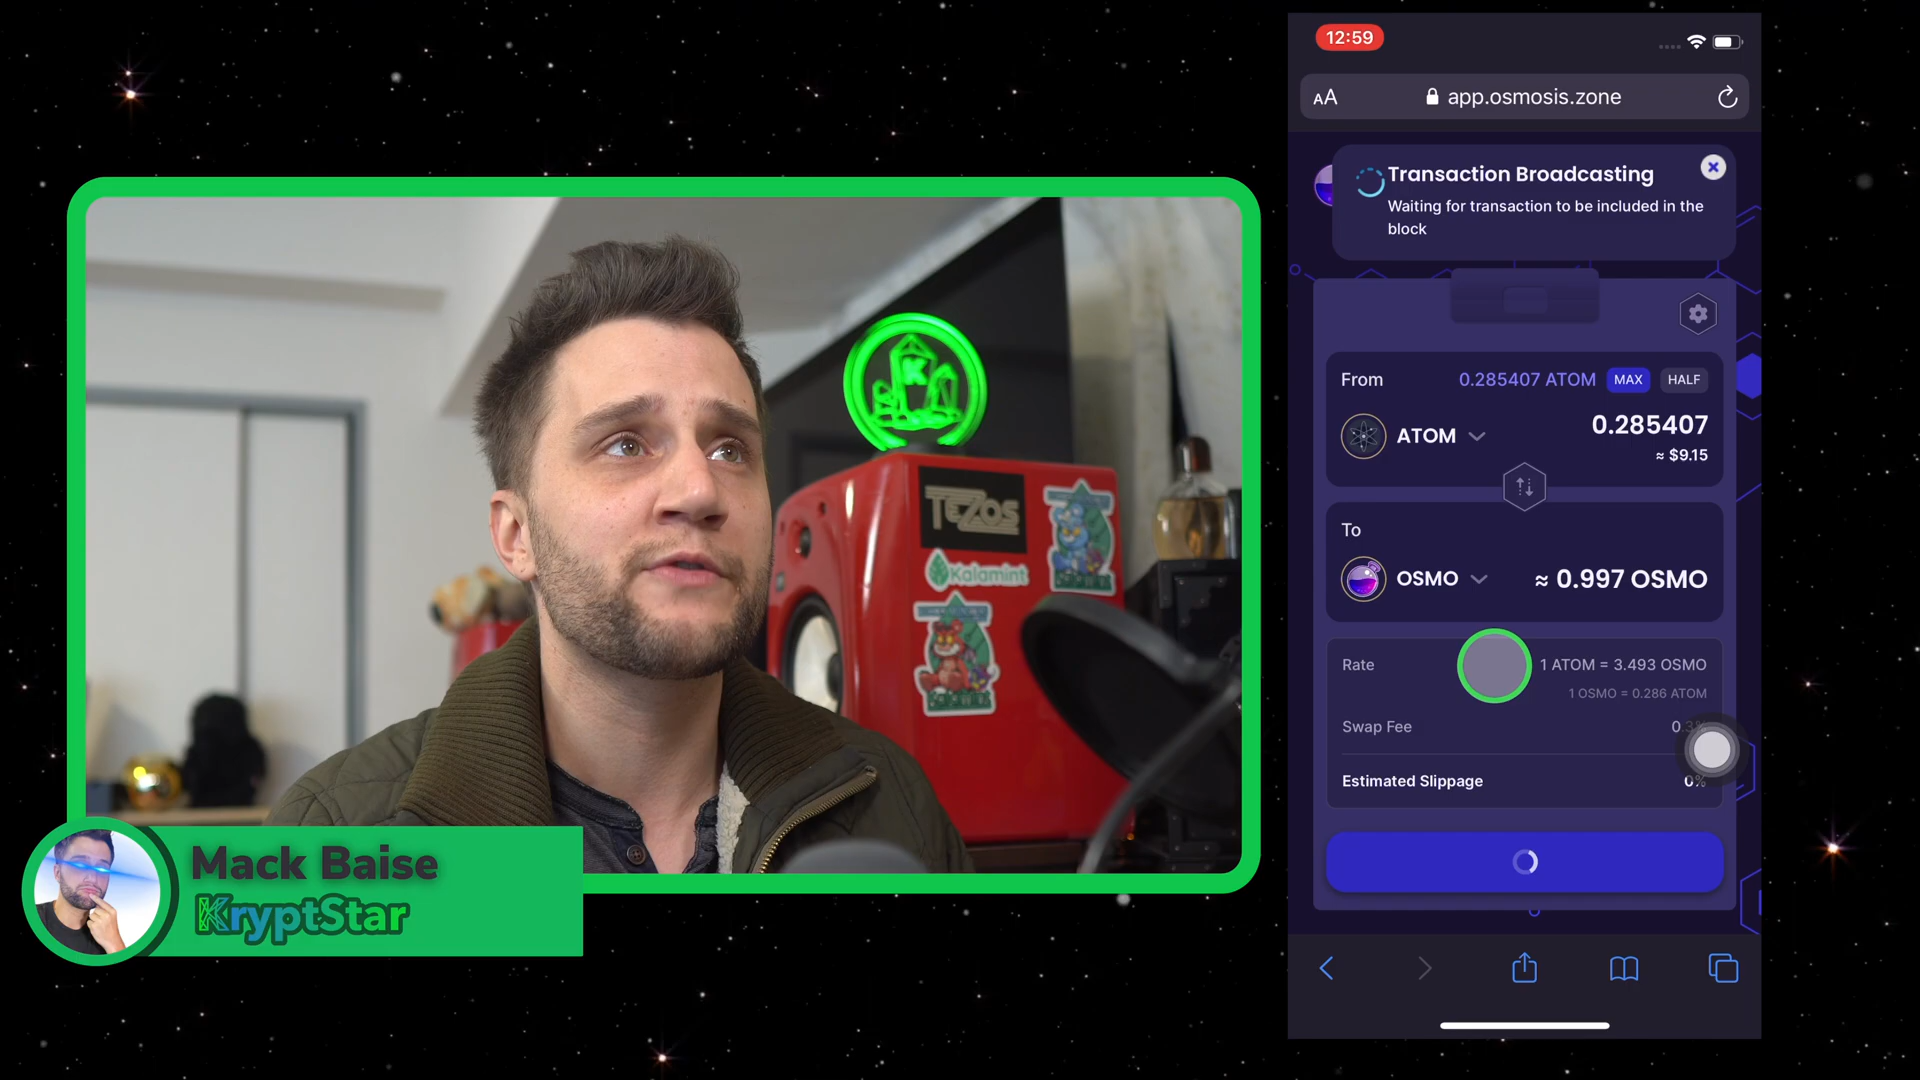 12:59
AA
app.osmosis.zone
Transaction Broadcasting
Waiting for transaction to be included in the
block
From
0.285407 ATOM
MAX
HALF
ATOM
0.285407
≈ $9.15
To
OSMO
≈ 0.997 OSMO
Rate
1 ATOM = 3.493 OSMO
1 OSMO = 0.286 ATOM
Swap Fee
Estimated Slippage
0%
K
TEZOS
Kalamint
Mack Baise
KryptStar